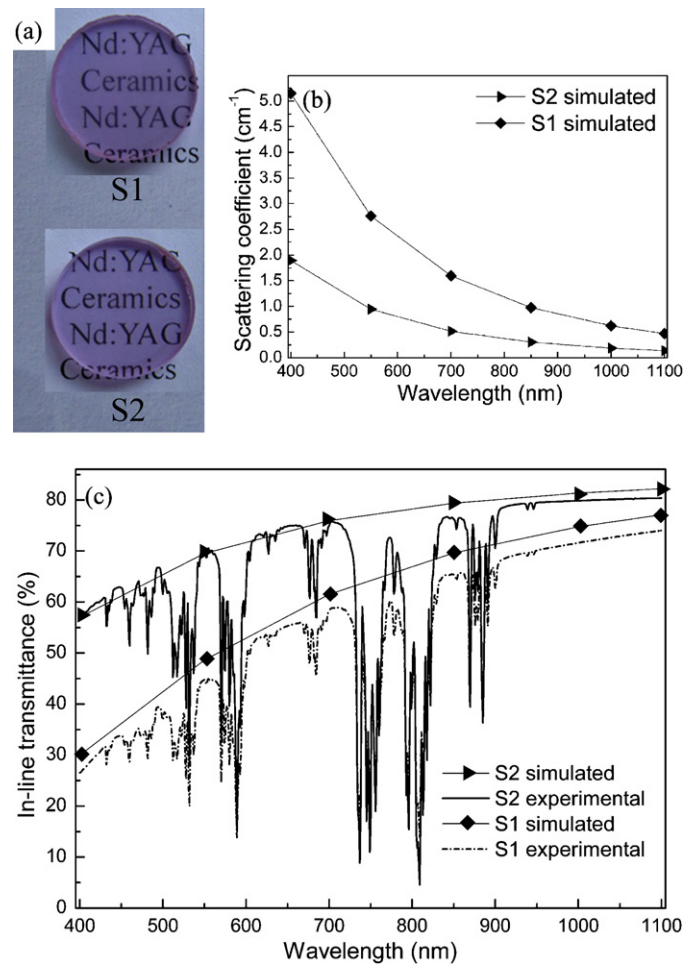 (a)
Nd:YAG
Ceramics
Nd:YAG
Ceramics
S1
Nd:YAG
Ceramics
Nd:YAG
Ceramics
S2
(b)
S2 simulated
S1 simulated
Scattering coefficient (cm⁻¹)
5.0
4.5
4.0
3.5
3.0
2.5
2.0
1.5
1.0
0.5
0.0
400 500 600 700 800 900 1000 1100
Wavelength (nm)
(c)
In-line transmittance (%)
80
70
60
50
40
30
20
10
0
S2 simulated
S2 experimental
S1 simulated
S1 experimental
400 500 600 700 800 900 1000 1100
Wavelength (nm)